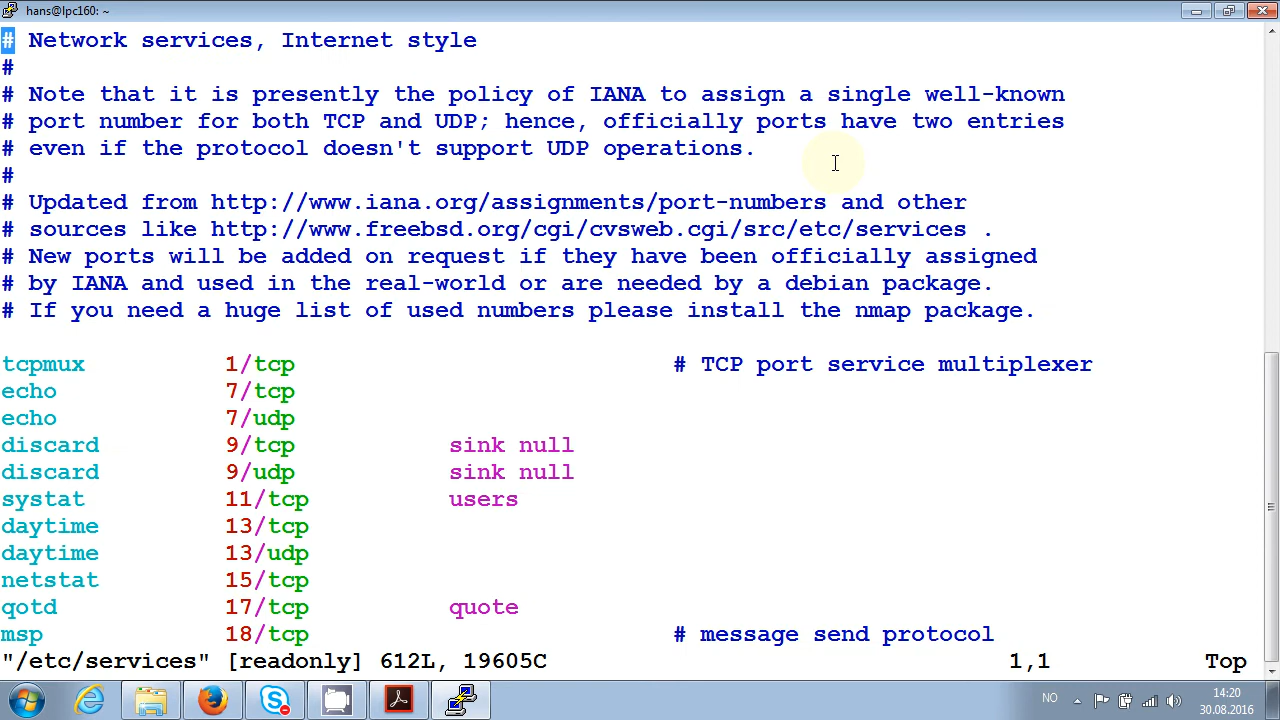 hans@lpc160: ~
# Network services, Internet style
#
# Note that it is presently the policy of IANA to assign a single well-known
# port number for both TCP and UDP; hence, officially ports have two entries
# even if the protocol doesn't support UDP operations.
#
# Updated from http://www.iana.org/assignments/port-numbers and other
# sources like http://www.freebsd.org/cgi/cvsweb.cgi/src/etc/services .
# New ports will be added on request if they have been officially assigned
# by IANA and used in the real-world or are needed by a debian package.
# If you need a huge list of used numbers please install the nmap package.
tcpmux 1/tcp # TCP port service multiplexer
echo 7/tcp
echo 7/udp
discard 9/tcp sink null
discard 9/udp sink null
systat 11/tcp users
daytime 13/tcp
daytime 13/udp
netstat 15/tcp
qotd 17/tcp quote
msp 18/tcp # message send protocol
"/etc/services" [readonly] 612L, 19605C 1,1 Top
NO 14:20
30.08.2016